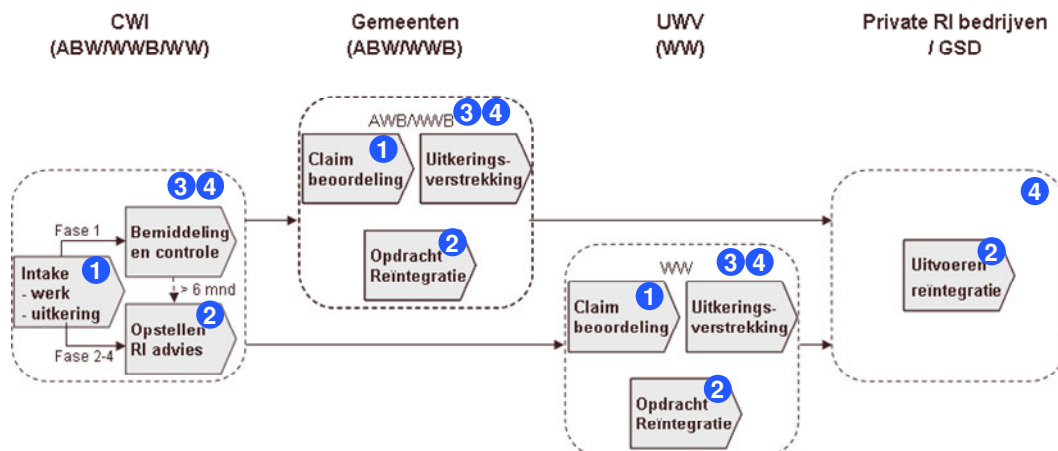 CWI
(ABW/WWB/WW)
Gemeenten
(ABW/WWB)
UWV
(WW)
Private RI bedrijven
/ GSD
3 4
Fase 1
Bemiddeling
en controle
1
Intake
- werk
- uitkering
> 6 mnd
2
Opstellen
RI advies
Fase 2-4
AWB/WWB
3 4
1
Claim
beoordeling
Uitkerings-
verstrekking
2
Opdracht
Reïntegratie
WW
3 4
1
Claim
beoordeling
Uitkerings-
verstrekking
2
Opdracht
Reïntegratie
4
2
Uitvoeren
reïntegratie